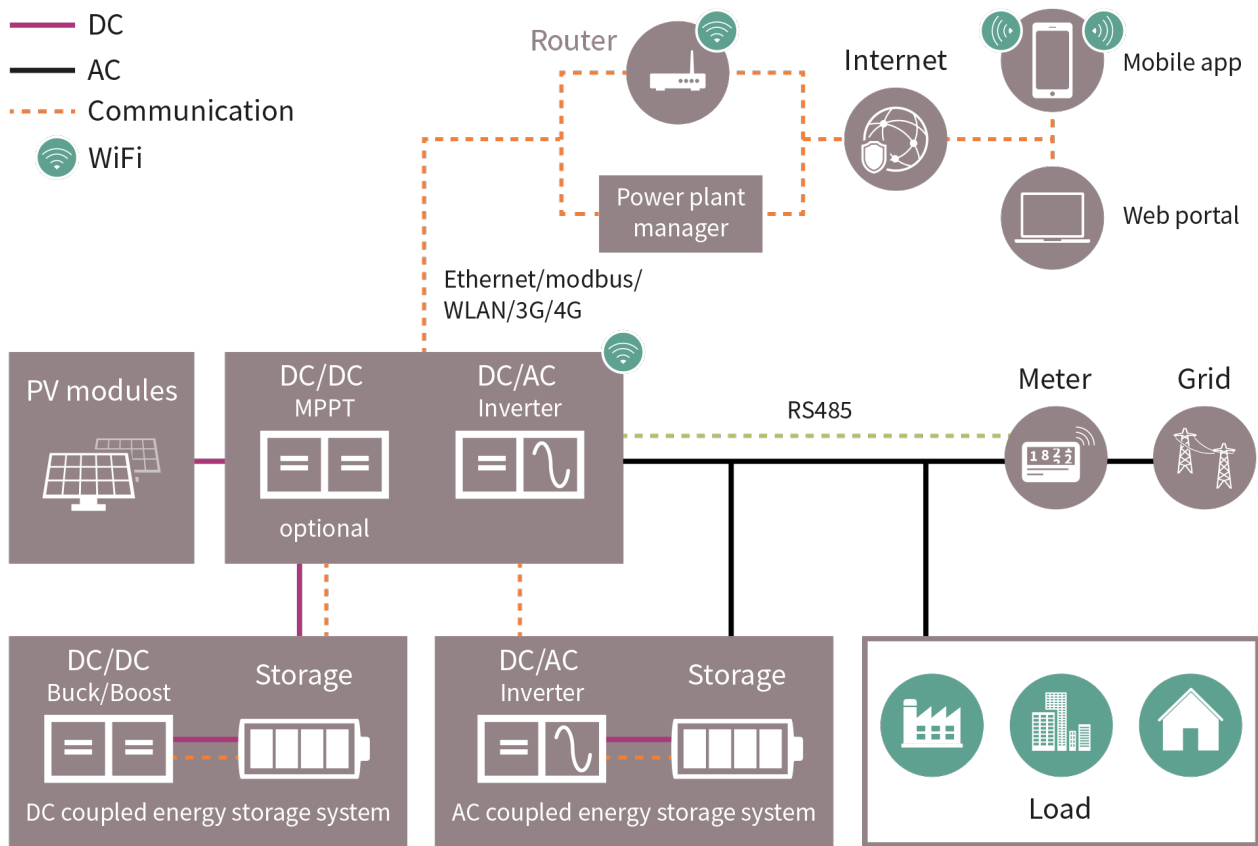 DC
AC
Communication
WiFi
Router
Internet
Mobile app
Power plant
manager
Web portal
Ethernet/modbus/
WLAN/3G/4G
PV modules
DC/DC
MPPT
optional
DC/AC
Inverter
RS485
Meter
Grid
DC/DC
Buck/Boost
Storage
DC coupled energy storage system
DC/AC
Inverter
Storage
AC coupled energy storage system
Load